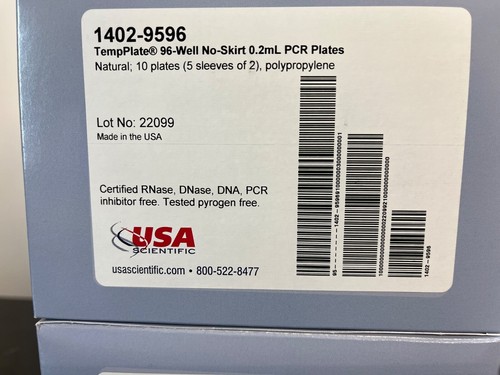 1402-9596
TempPlate® 96-Well No-Skirt 0.2mL PCR Plates
Natural; 10 plates (5 sleeves of 2), polypropylene
Lot No: 22099
Made in the USA
Certified RNase, DNase, DNA, PCR
inhibitor free. Tested pyrogen free.
USA
SCIENTIFIC
usascientific.com • 800-522-8477
1402-9596